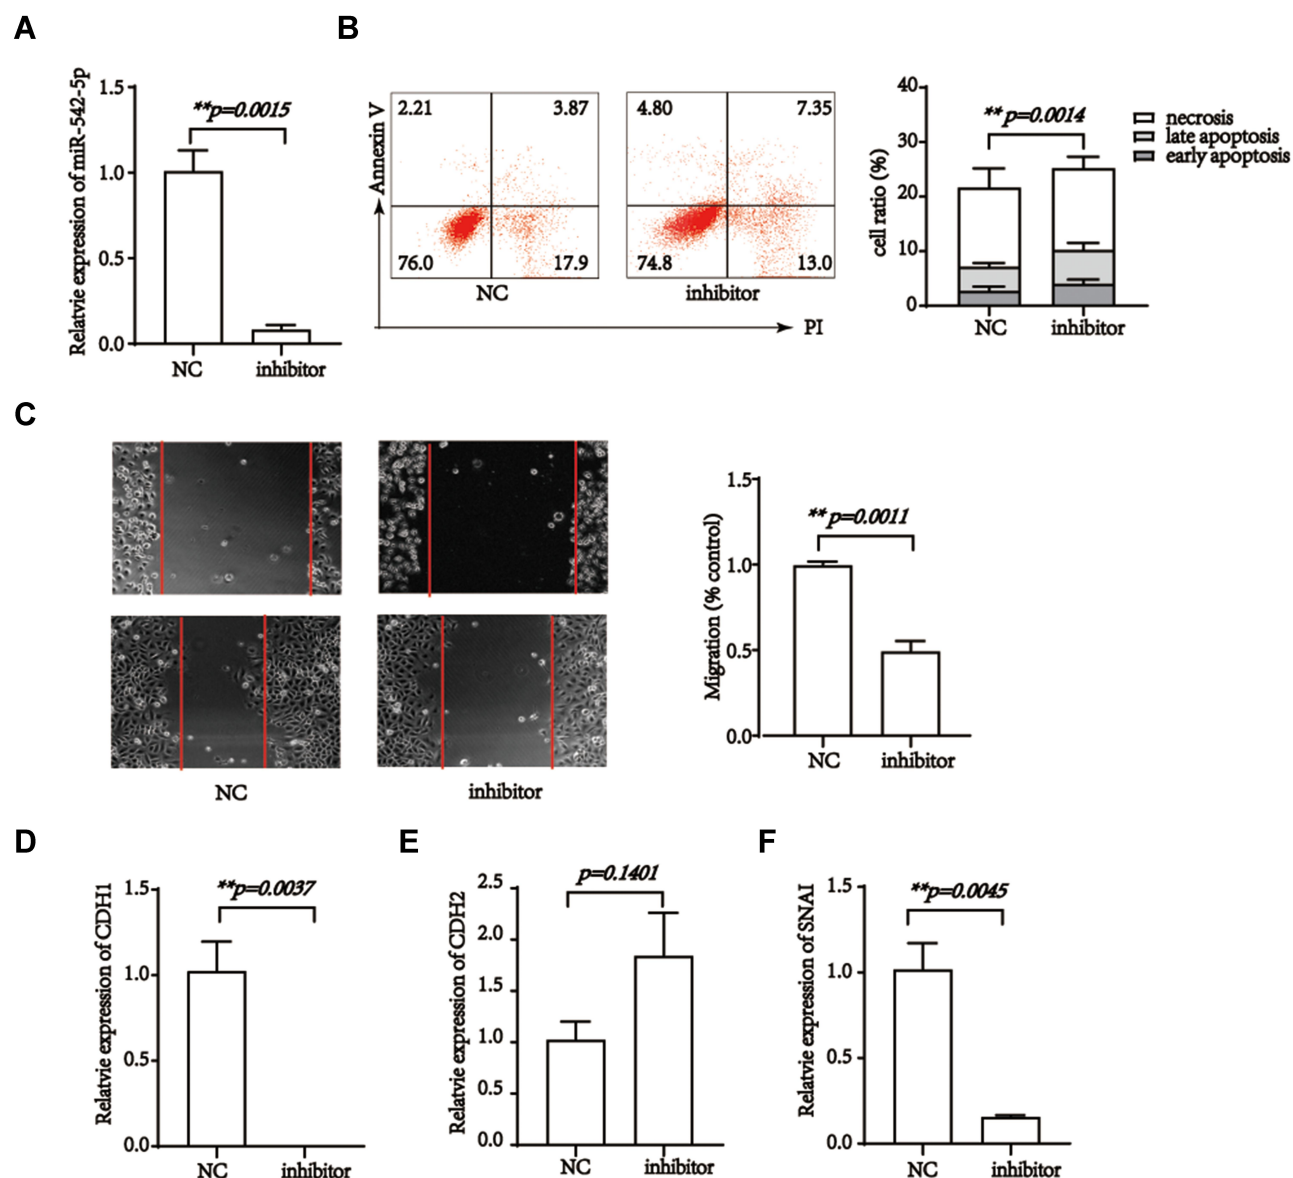 A
Relatvie expression of miR-542-5p
1.5
1.0
0.5
0.0
**p=0.0015
NC
inhibitor
B
Annexin V
2.21
3.87
76.0
17.9
NC
4.80
7.35
74.8
13.0
inhibitor
PI
cell ratio (%)
40
30
20
10
0
**p=0.0014
NC
inhibitor
necrosis
late apoptosis
early apoptosis
C
NC
inhibitor
Migration (% control)
1.5
1.0
0.5
0.0
**p=0.0011
NC
inhibitor
D
Relatvie expression of CDH1
1.5
1.0
0.5
0.0
**p=0.0037
NC
inhibitor
E
Relatvie expression of CDH2
2.5
2.0
1.5
1.0
0.5
0.0
p=0.1401
NC
inhibitor
F
Relatvie expression of SNAI
1.5
1.0
0.5
0.0
**p=0.0045
NC
inhibitor